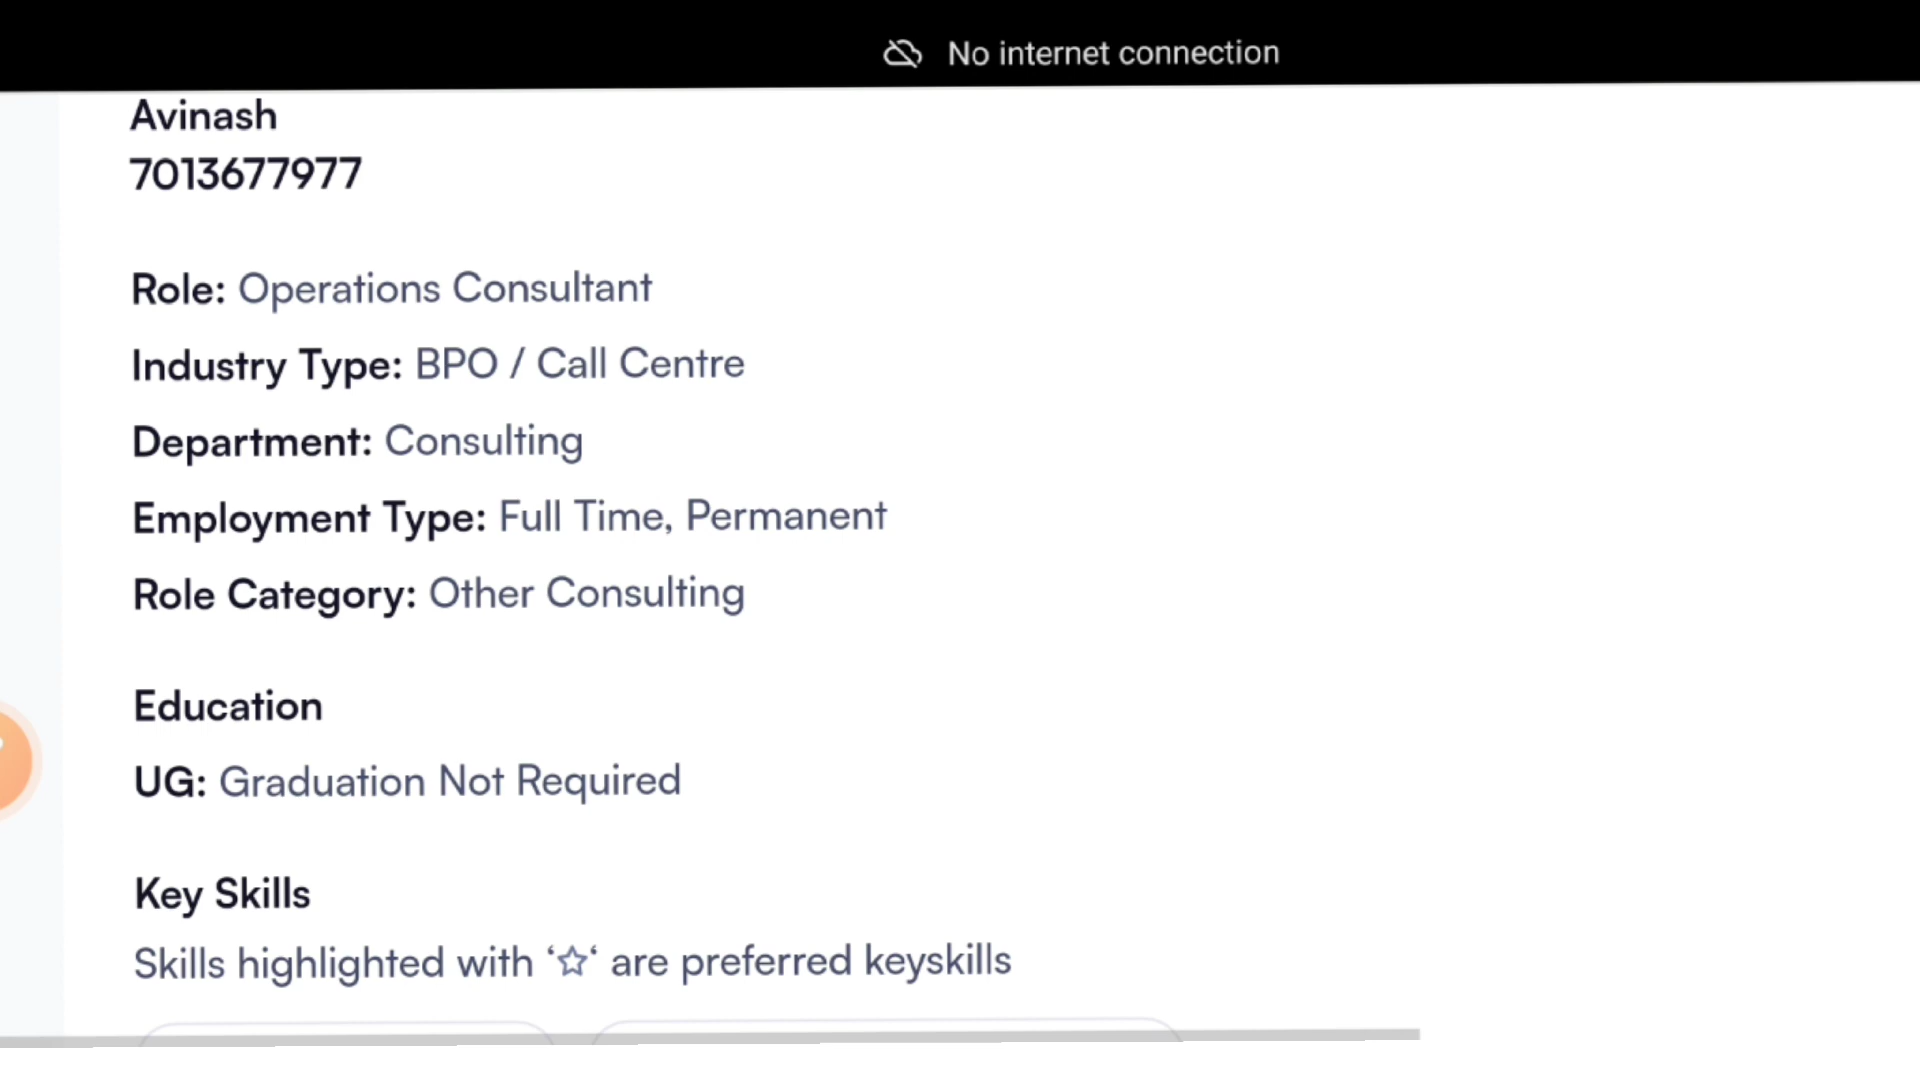 No internet connection
Avinash
7013677977
Role: Operations Consultant
Industry Type: BPO / Call Centre
Department: Consulting
Employment Type: Full Time, Permanent
Role Category: Other Consulting
Education
UG: Graduation Not Required
Key Skills
Skills highlighted with ‘☆‘ are preferred keyskills